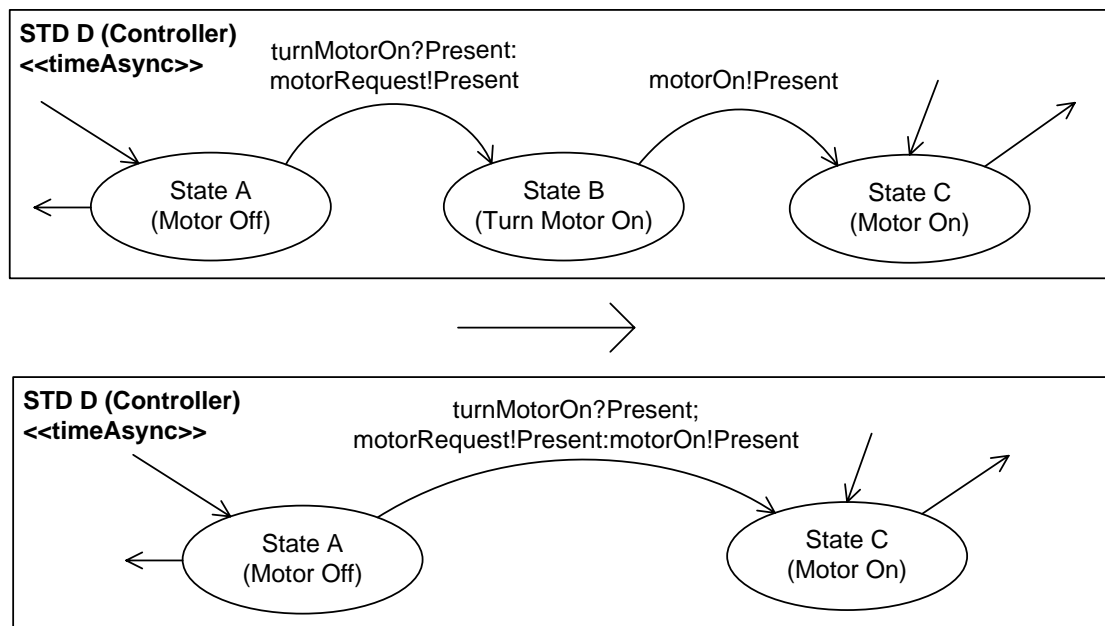 STD D (Controller)
<<timeAsync>>
turnMotorOn?Present:
motorRequest!Present
motorOn!Present
State A
(Motor Off)
State B
(Turn Motor On)
State C
(Motor On)
STD D (Controller)
<<timeAsync>>
turnMotorOn?Present;
motorRequest!Present:motorOn!Present
State A
(Motor Off)
State C
(Motor On)